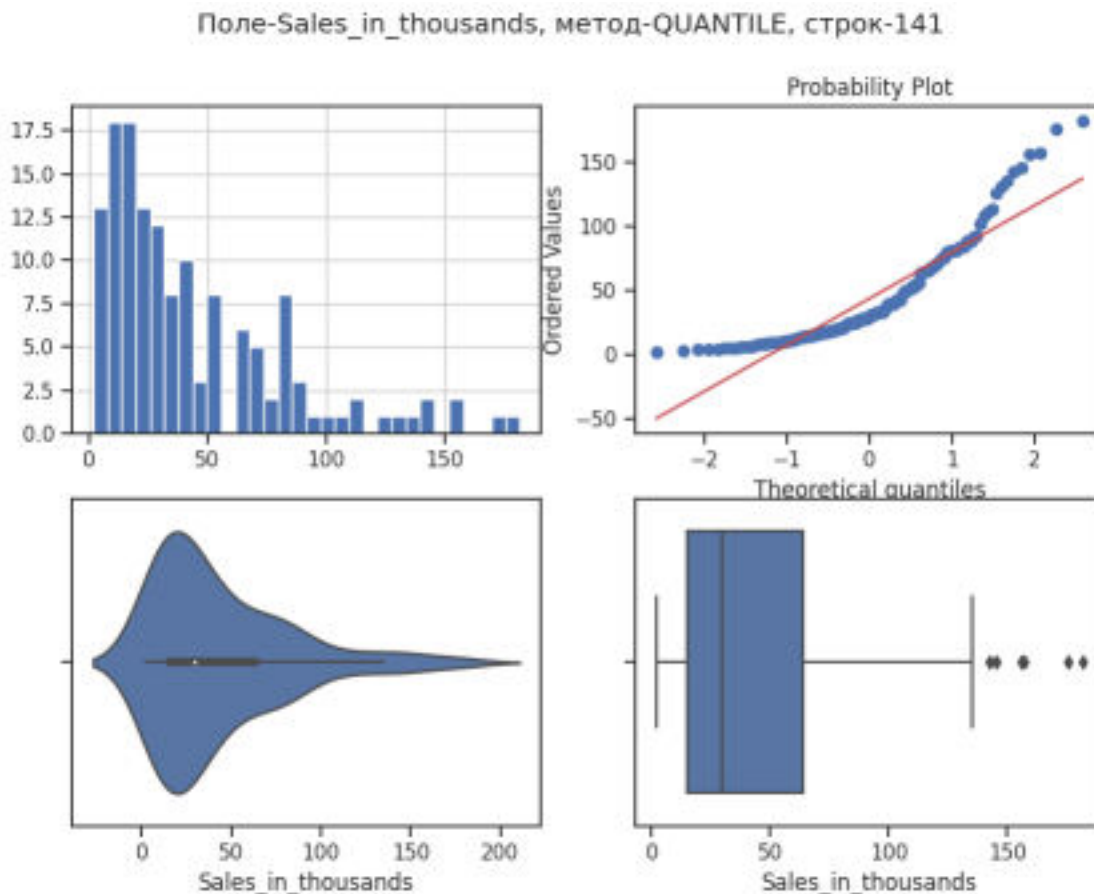 Поле-Sales_in_thousands, метод-QUANTILE, строк-141
Probability Plot
17.5
15.0
12.5
10.0
7.5
5.0
2.5
0.0
0 50 100 150
Ordered Values
150
100
50
0
−50
−2 −1 0 1 2
Theoretical quantiles
0 50 100 150 200
Sales_in_thousands
0 50 100 150
Sales_in_thousands